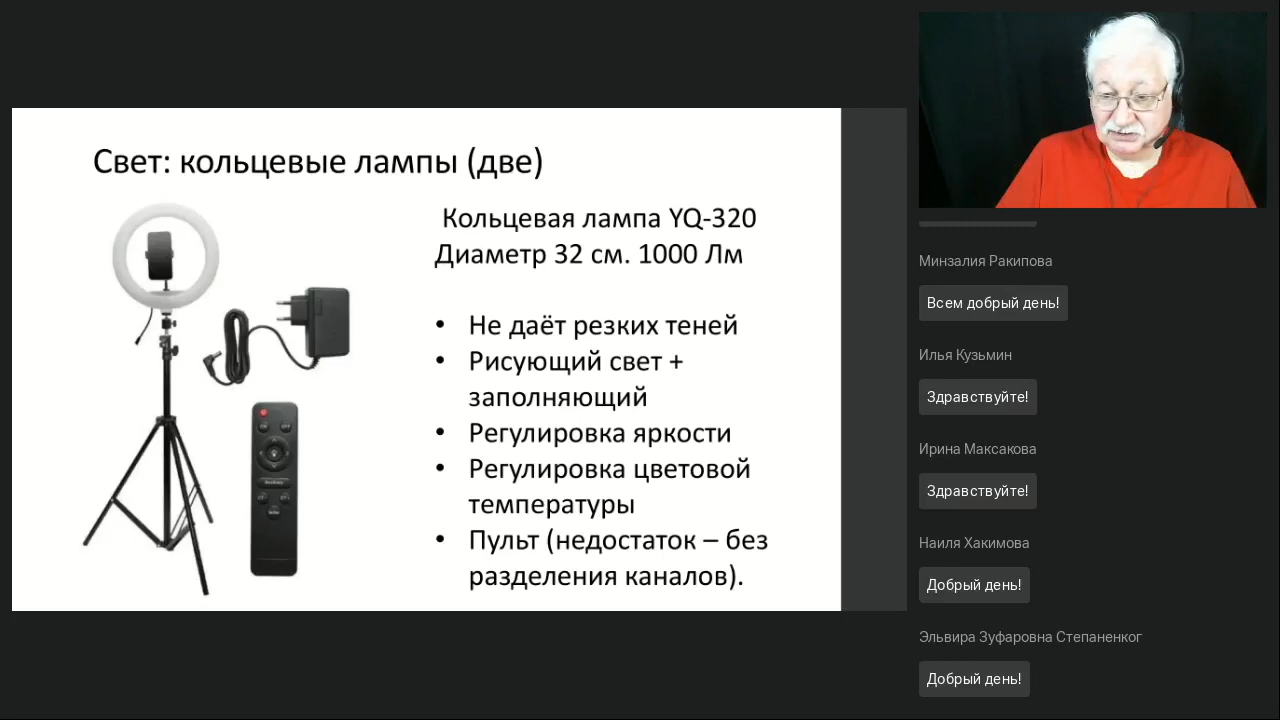 Свет: кольцевые лампы (две)
Кольцевая лампа YQ-320
Диаметр 32 см. 1000 Лм
• Не даёт резких теней
• Рисующий свет +
заполняющий
• Регулировка яркости
• Регулировка цветовой
температуры
• Пульт (недостаток – без
разделения каналов).
Минзалия Ракипова
Всем добрый день!
Илья Кузьмин
Здравствуйте!
Ирина Максакова
Здравствуйте!
Наиля Хакимова
Добрый день!
Эльвира Зуфаровна Степаненког
Добрый день!